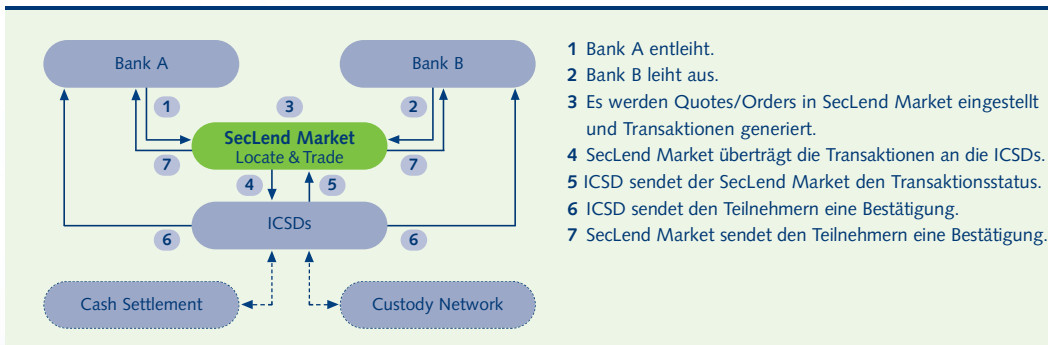 Bank A
Bank B
1
3
2
SecLend Market
Locate & Trade
7
7
4
5
ICSDs
6
6
Cash Settlement
Custody Network
1 Bank A entleiht.
2 Bank B leiht aus.
3 Es werden Quotes/Orders in SecLend Market eingestellt
und Transaktionen generiert.
4 SecLend Market überträgt die Transaktionen an die ICSDs.
5 ICSD sendet der SecLend Market den Transaktionsstatus.
6 ICSD sendet den Teilnehmern eine Bestätigung.
7 SecLend Market sendet den Teilnehmern eine Bestätigung.